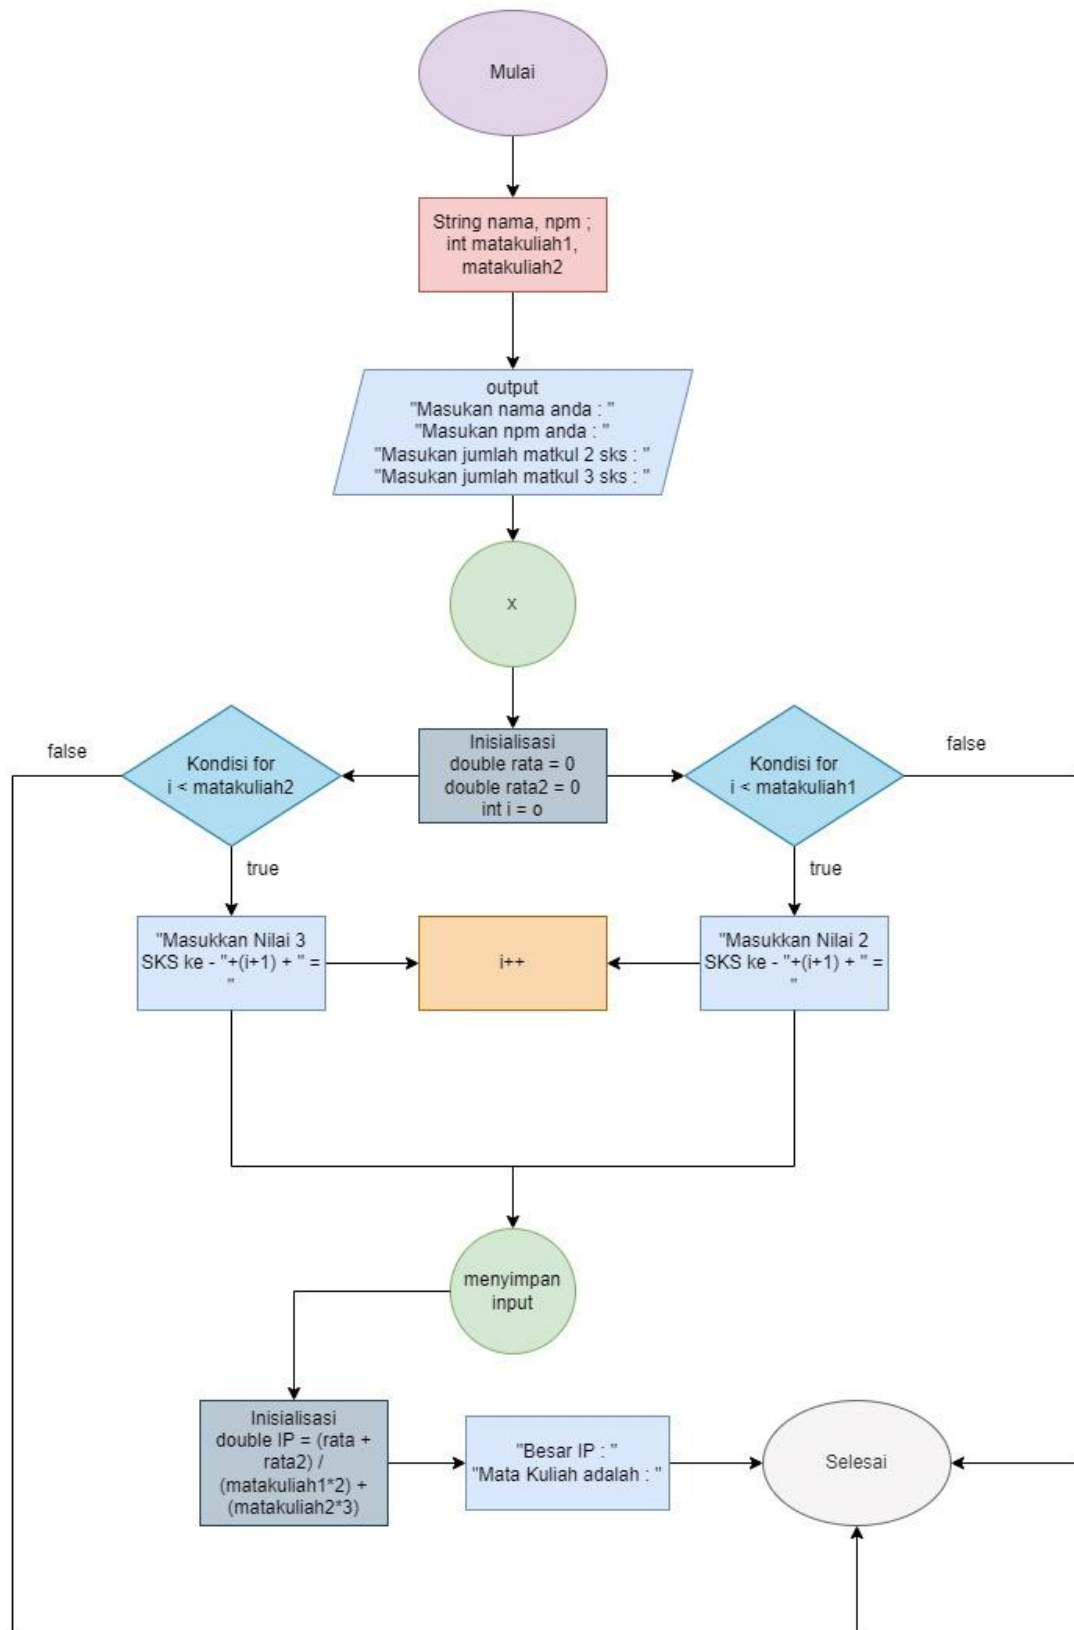 Mulai
String nama, npm ;
int matakuliah1,
matakuliah2
output
"Masukan nama anda : "
"Masukan npm anda : "
"Masukan jumlah matkul 2 sks : "
"Masukan jumlah matkul 3 sks : "
x
false
Kondisi for
i < matakuliah2
Inisialisasi
double rata = 0
double rata2 = 0
int i = o
Kondisi for
i < matakuliah1
false
true
true
"Masukkan Nilai 3
SKS ke - "+(i+1) + " =
"
i++
"Masukkan Nilai 2
SKS ke - "+(i+1) + " =
"
menyimpan
input
Inisialisasi
double IP = (rata +
rata2) /
(matakuliah1*2) +
(matakuliah2*3)
"Besar IP : "
"Mata Kuliah adalah : "
Selesai